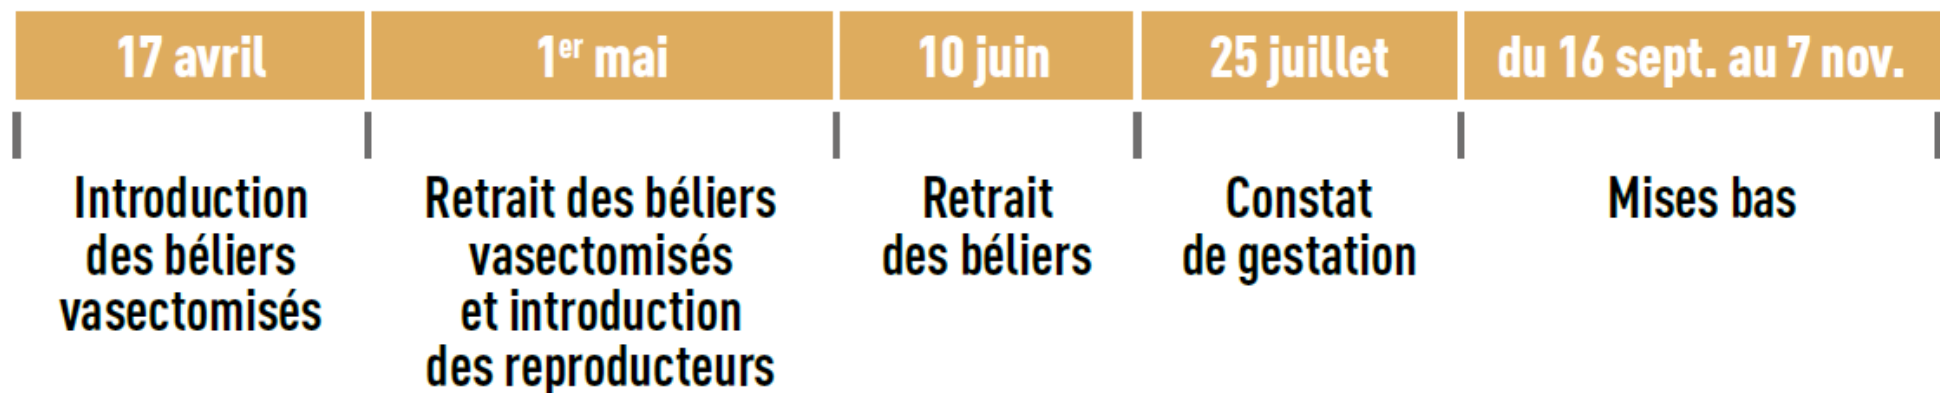 17 avril
1er mai
10 juin
25 juillet
du 16 sept. au 7 nov.
Introduction
des béliers
vasectomisés
Retrait des béliers
vasectomisés
et introduction
des reproducteurs
Retrait
des béliers
Constat
de gestation
Mises bas